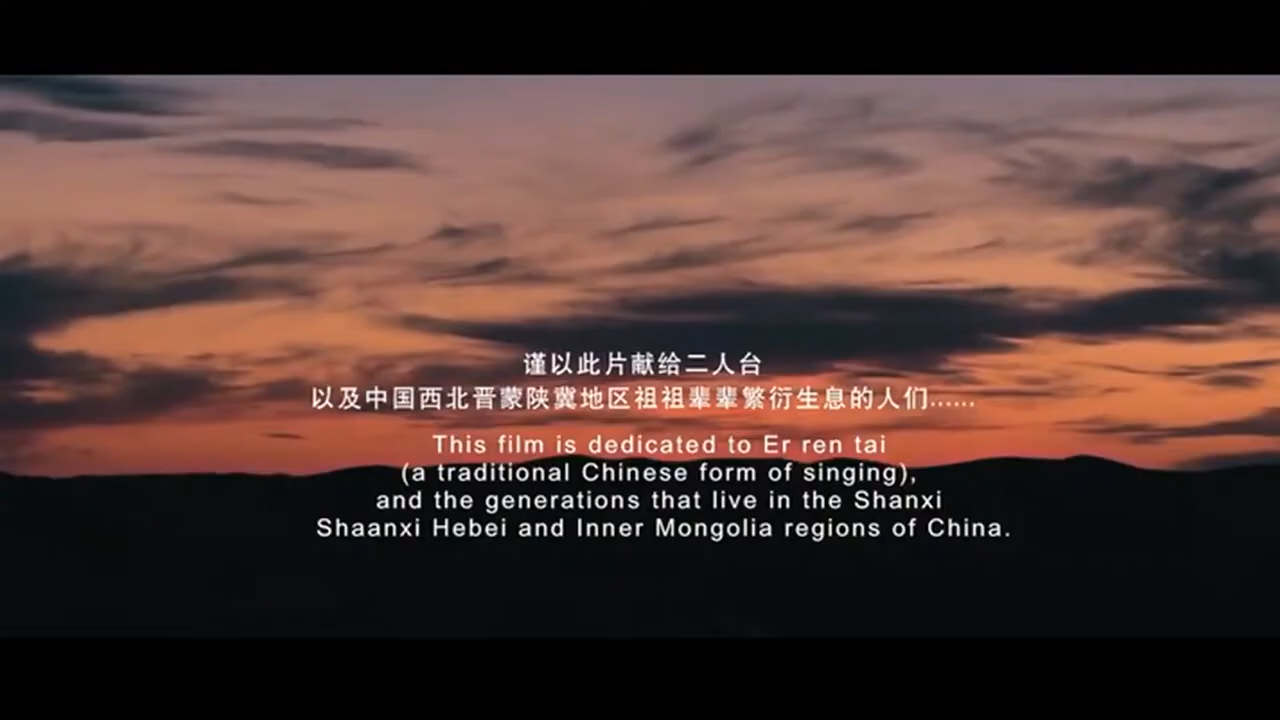 谨以此片献给二人台
以及中国西北晋蒙陕冀地区祖祖辈辈繁衍生息的人们......
This film is dedicated to Er ren tai
(a traditional Chinese form of singing),
and the generations that live in the Shanxi
Shaanxi Hebei and Inner Mongolia regions of China.